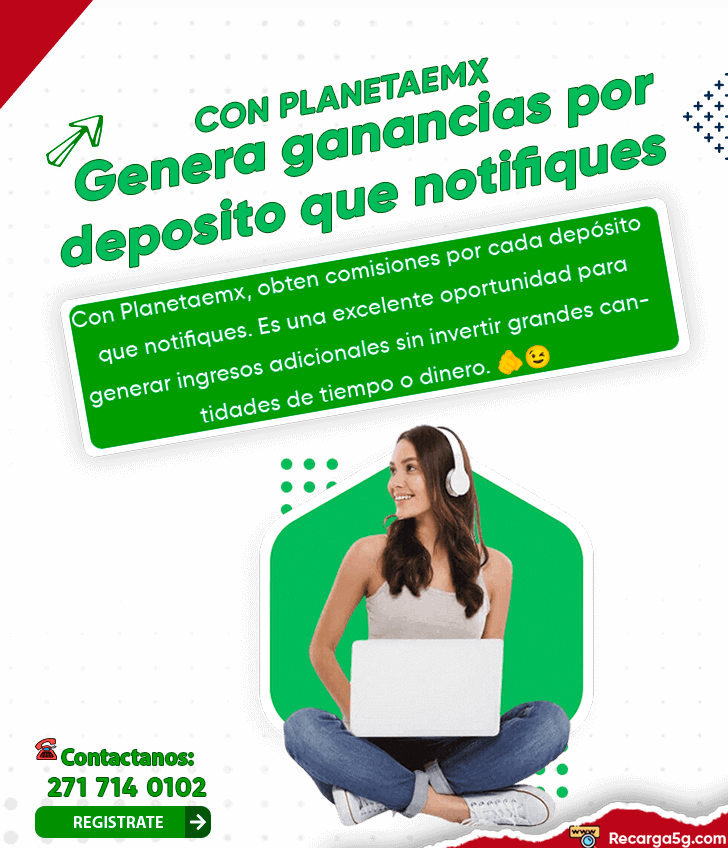 CON PLANETAEMX
Genera ganancias por
deposito que notifiques
Con Planetaemx, obten comisiones por cada depósito
que notifiques. Es una excelente oportunidad para
generar ingresos adicionales sin invertir grandes can-
tidades de tiempo o dinero. 🫵😉
Contactanos:
271 714 0102
REGISTRATE
www
Recarga5g.com